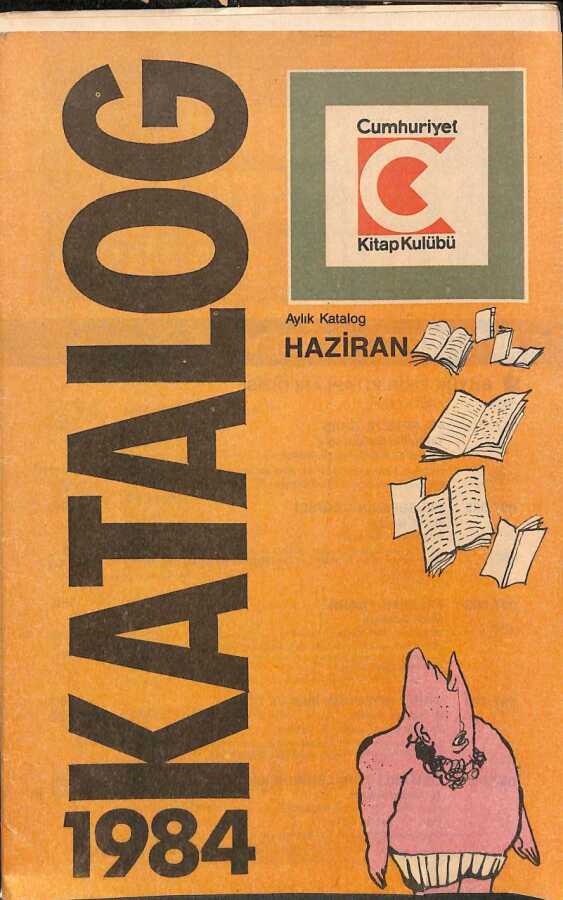 KATALOG
1984
Cumhuriyet
Kitap Kulübü
Aylık Katalog
HAZİRAN